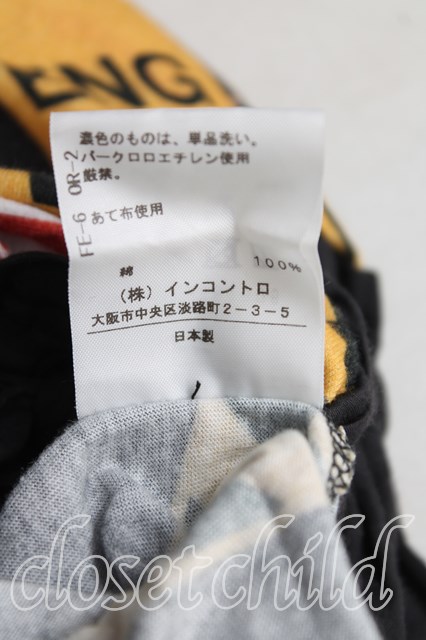 ENG
濃色のものは、単品洗い。
パークロロエチレン使用
厳禁。
あて布使用
FE-6 OR-2
綿 100%
(株)インコントロ
大阪市中央区淡路町2-3-5
日本製
closet child